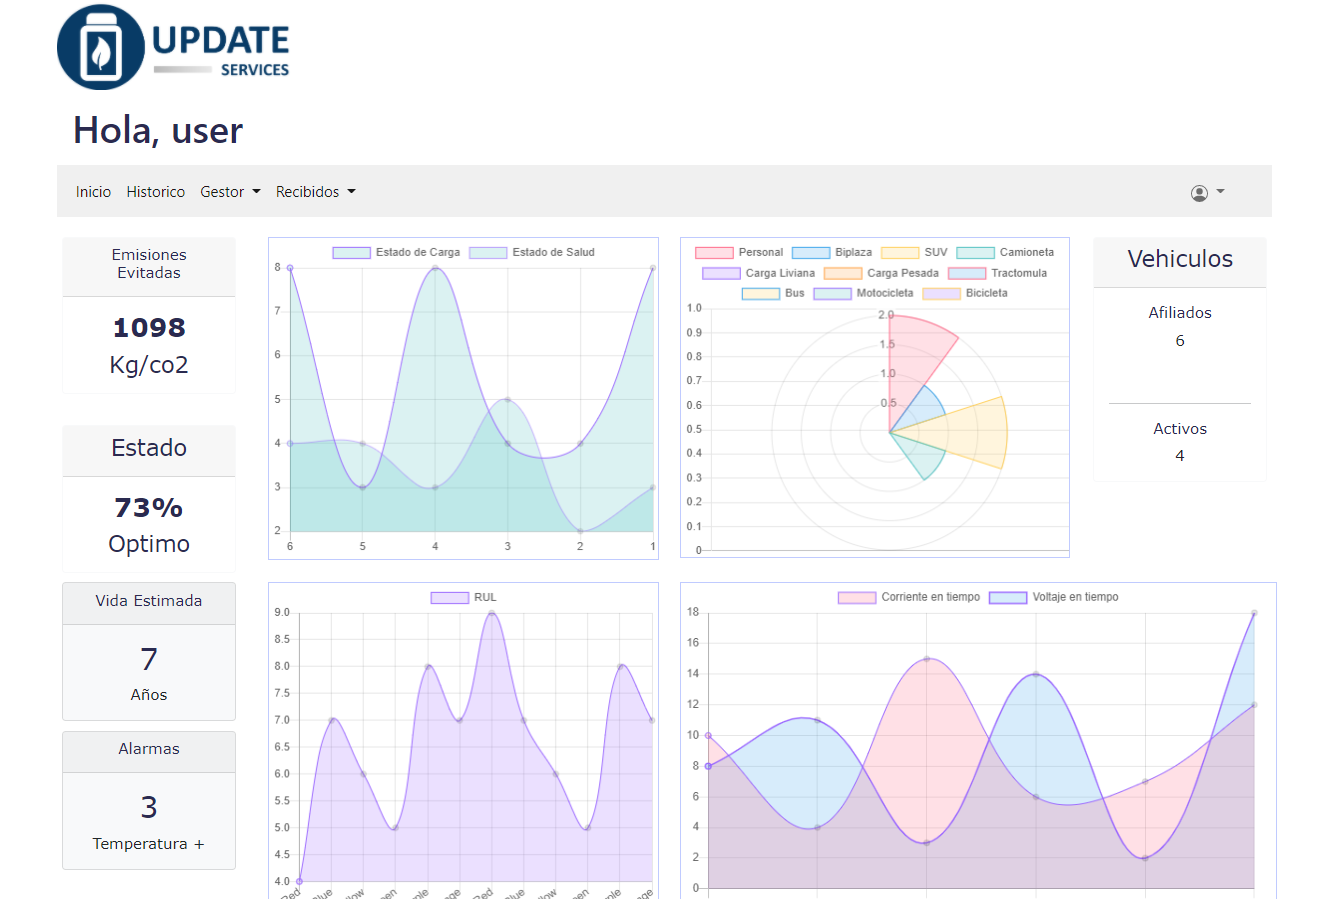 UPDATE
SERVICES
Hola, user
Inicio Historico Gestor Recibidos
Emisiones
Evitadas
1098
Kg/co2
Estado
73%
Optimo
Vida Estimada
7
Años
Alarmas
3
Temperatura +
Estado de Carga Estado de Salud
8
7
6
5
4
3
2
6 5 4 3 2 1
Personal Biplaza SUV Camioneta
Carga Liviana Carga Pesada Tractomula
Bus Motocicleta Bicicleta
1.0
0.9
0.8
0.7
0.6
0.5
0.4
0.3
0.2
0.1
0
2.0
1.5
1.0
0.5
Vehiculos
Afiliados
6
Activos
4
RUL
9.0
8.5
8.0
7.5
7.0
6.5
6.0
5.5
5.0
4.5
4.0
Corriente en tiempo Voltaje en tiempo
18
16
14
12
10
8
6
4
2
0